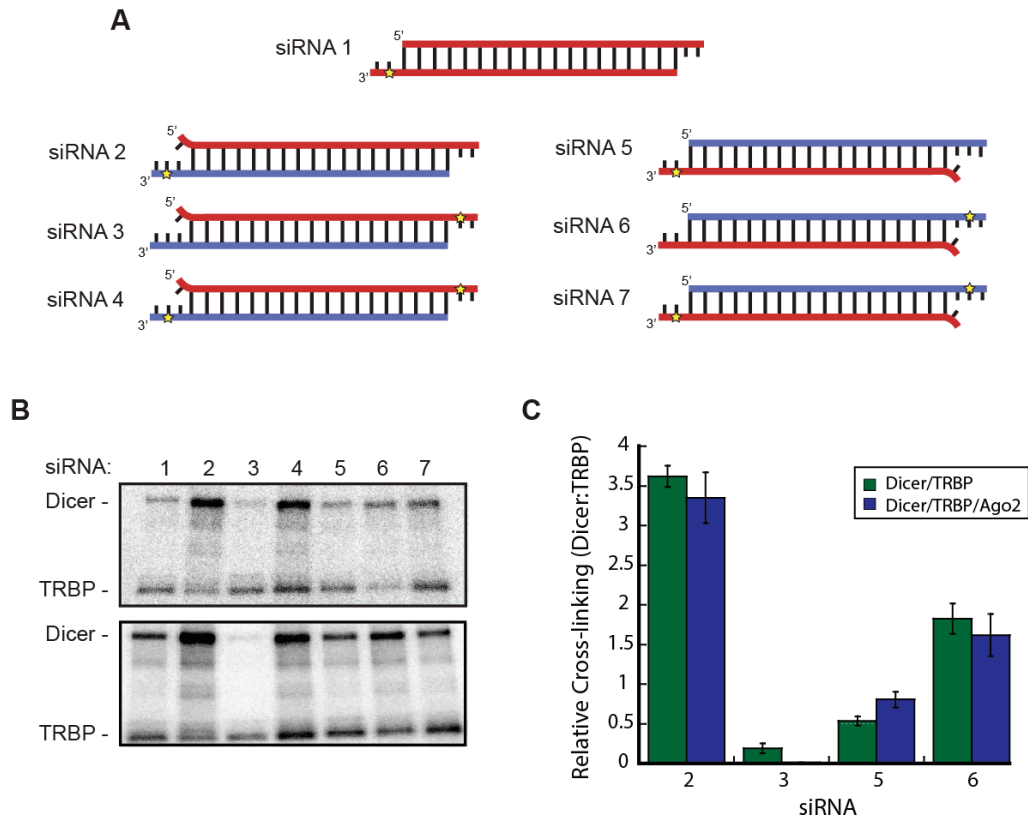 A
siRNA 1
5'
3'
siRNA 2
5'
3'
siRNA 3
5'
3'
siRNA 4
5'
3'
siRNA 5
5'
3'
siRNA 6
5'
3'
siRNA 7
5'
3'
B
siRNA: 1 2 3 4 5 6 7
Dicer -
TRBP -
Dicer -
TRBP -
C
Relative Cross-linking (Dicer:TRBP)
4
3.5
3
2.5
2
1.5
1
0.5
0
Dicer/TRBP
Dicer/TRBP/Ago2
2 3 5 6
siRNA